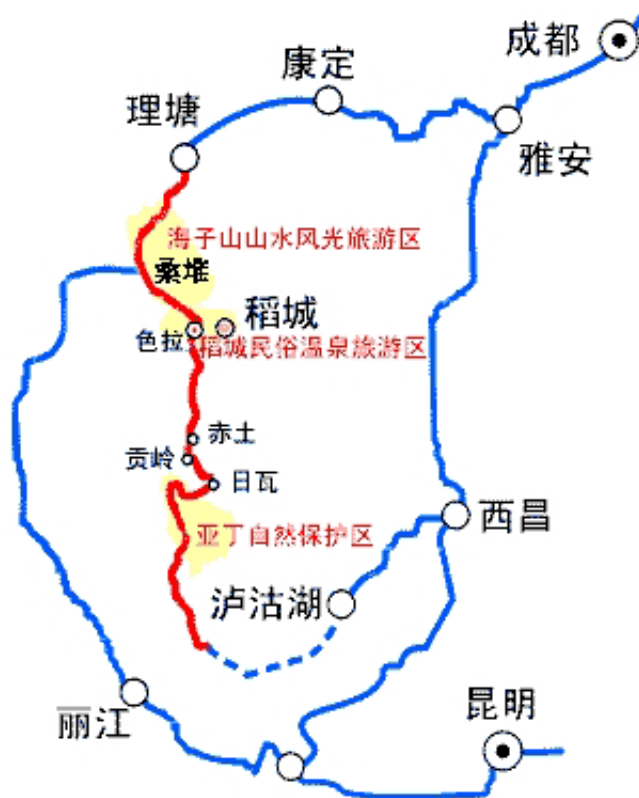 成都
康定
理塘
雅安
海子山山水风光旅游区
桑堆
稻城
色拉
稻城民俗温泉旅游区
赤土
贡岭
日瓦
西昌
亚丁自然保护区
泸沽湖
昆明
丽江